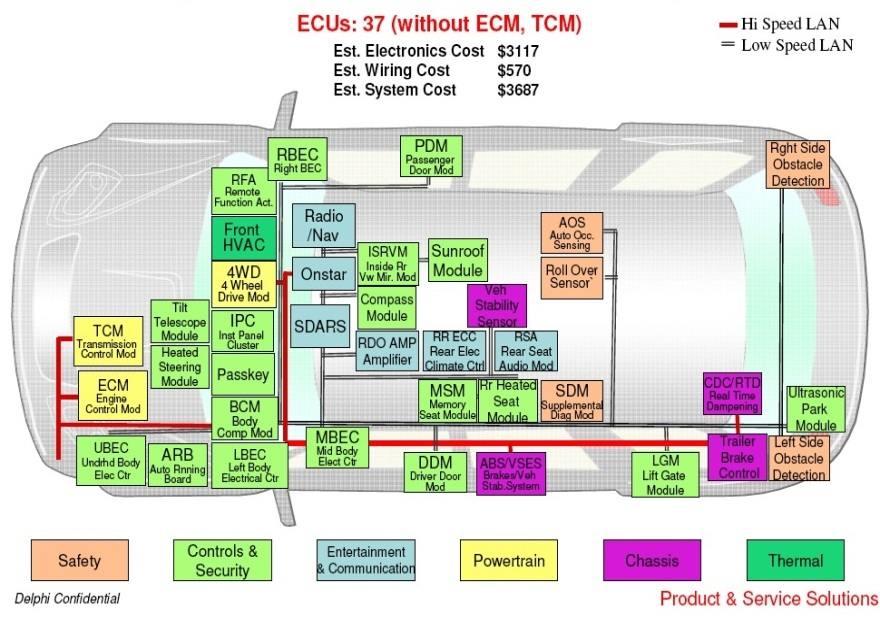 ECUs: 37 (without ECM, TCM)
Est. Electronics Cost $3117
Est. Wiring Cost $570
Est. System Cost $3687
Hi Speed LAN
Low Speed LAN
RBEC
Right BEC
PDM
Passenger
Door Mod
Rght Side
Obstacle
Detection
RFA
Remote
Function Act.
Front
HVAC
4WD
4 Wheel
Drive Mod
Radio
/Nav
Onstar
SDARS
ISRVM
Inside Rr
Vw Mir. Mod
Sunroof
Module
Compass
Module
AOS
Auto Occ.
Sensing
Roll Over
Sensor`
Veh
Stability
Sensor
Tilt
Telescope
Module
IPC
Inst Panel
Cluster
TCM
Transmission
Control Mod
Heated
Steering
Module
Passkey
RDO AMP
Amplifier
RR ECC
Rear Elec
Climate Ctrl
RSA
Rear Seat
Audio Mod
ECM
Engine
Control Mod
BCM
Body
Comp Mod
MSM
Memory
Seat Module
Rr Heated
Seat
Module
SDM
Supplemental
Diag Mod
CDC/RTD
Real Time
Dampening
Ultrasonic
Park
Module
UBEC
Undrhd Body
Elec Ctr
ARB
Auto Rnning
Board
LBEC
Left Body
Electrical Ctr
MBEC
Mid Body
Elect Ctr
DDM
Driver Door
Mod
ABS/VSES
Brakes/Veh
Stab.System
LGM
Lift Gate
Module
Trailer
Brake
Control
Left Side
Obstacle
Detection
Safety
Controls &
Security
Entertainment
& Communication
Powertrain
Chassis
Thermal
Delphi Confidential
Product & Service Solutions